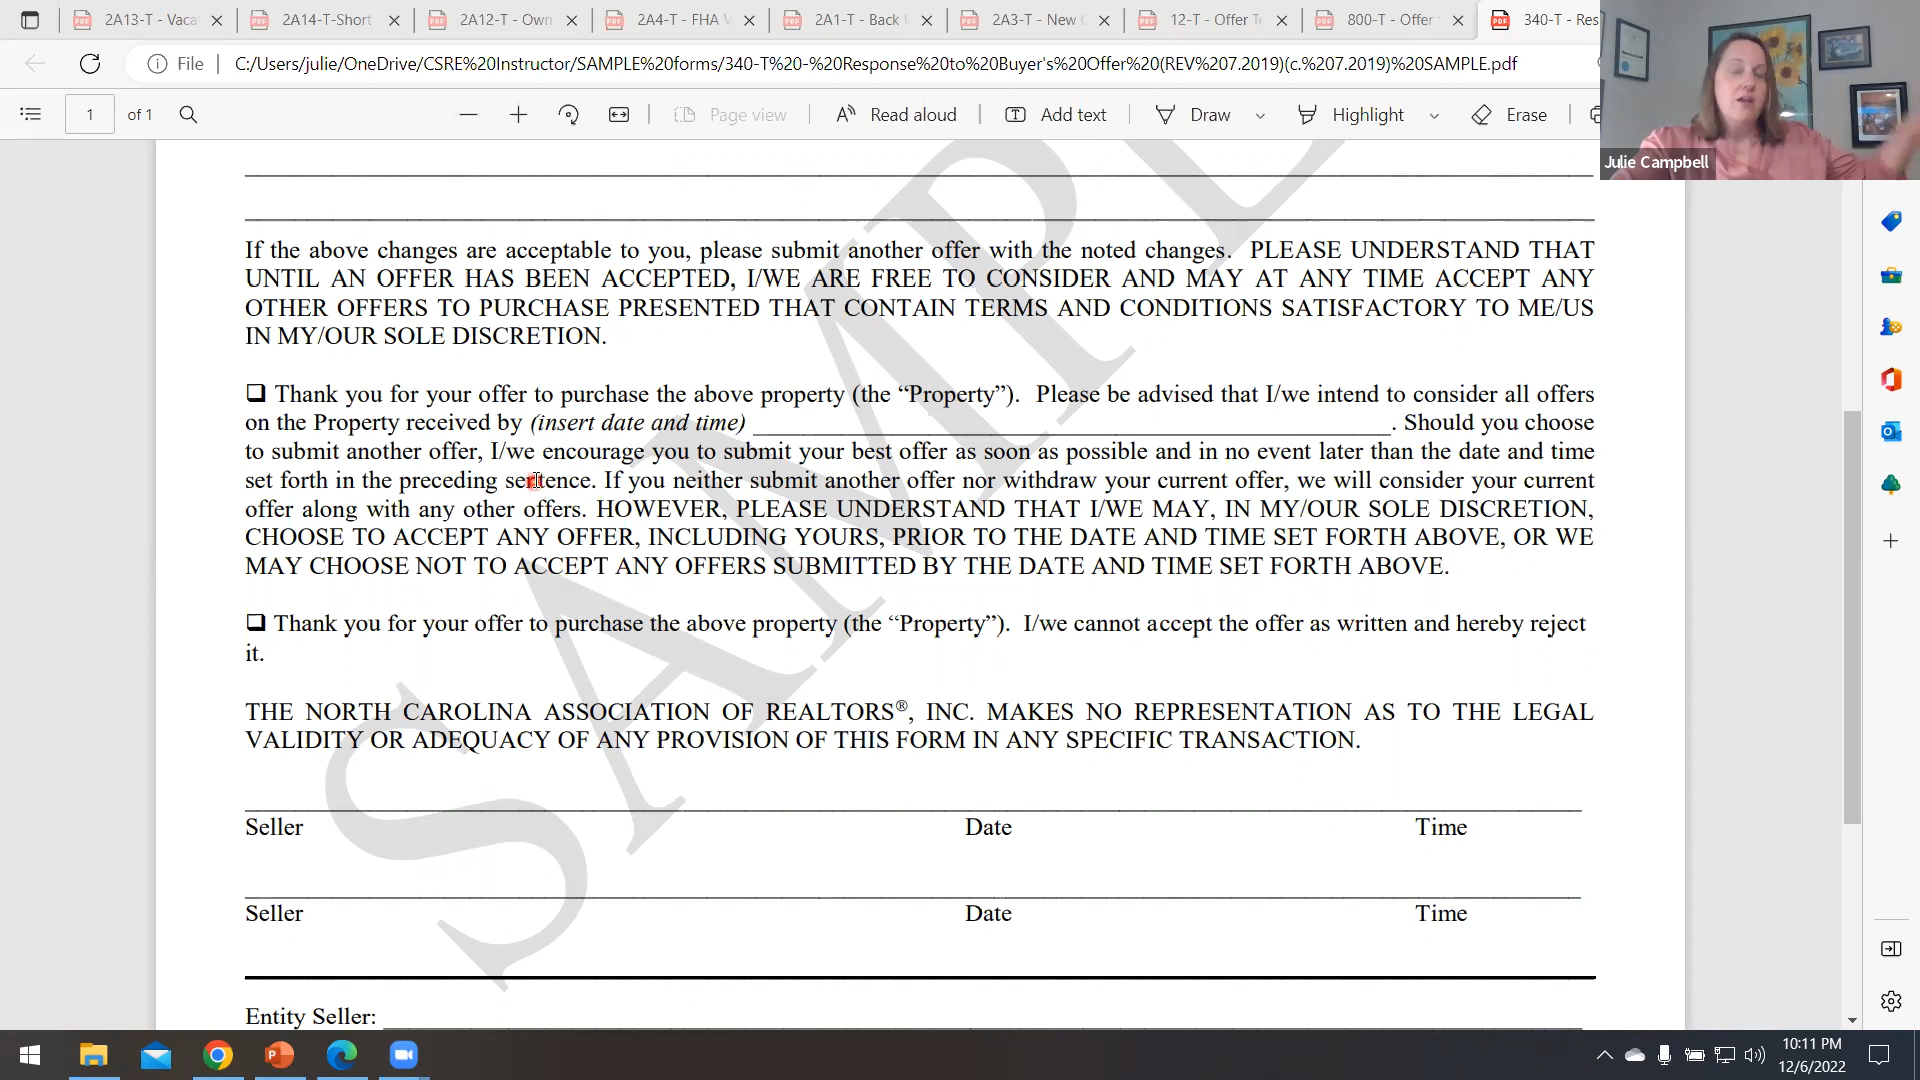 2A13-T - Vaca
2A14-T-Short
2A12-T - Own
2A4-T - FHA V
2A1-T - Back U
2A3-T - New C
12-T - Offer To
800-T - Offer
340-T - Res
File
C:/Users/julie/OneDrive/CSRE%20Instructor/SAMPLE%20forms/340-T%20-%20Response%20to%20Buyer's%20Offer%20(REV%207.2019)(c.%207.2019)%20SAMPLE.pdf
1 of 1
Page view
Read aloud
Add text
Draw
Highlight
Erase
Julie Campbell
If the above changes are acceptable to you, please submit another offer with the noted changes. PLEASE UNDERSTAND THAT
UNTIL AN OFFER HAS BEEN ACCEPTED, I/WE ARE FREE TO CONSIDER AND MAY AT ANY TIME ACCEPT ANY
OTHER OFFERS TO PURCHASE PRESENTED THAT CONTAIN TERMS AND CONDITIONS SATISFACTORY TO ME/US
IN MY/OUR SOLE DISCRETION.
❑ Thank you for your offer to purchase the above property (the “Property”). Please be advised that I/we intend to consider all offers
on the Property received by (insert date and time) ____________________. Should you choose
to submit another offer, I/we encourage you to submit your best offer as soon as possible and in no event later than the date and time
set forth in the preceding sentence. If you neither submit another offer nor withdraw your current offer, we will consider your current
offer along with any other offers. HOWEVER, PLEASE UNDERSTAND THAT I/WE MAY, IN MY/OUR SOLE DISCRETION,
CHOOSE TO ACCEPT ANY OFFER, INCLUDING YOURS, PRIOR TO THE DATE AND TIME SET FORTH ABOVE, OR WE
MAY CHOOSE NOT TO ACCEPT ANY OFFERS SUBMITTED BY THE DATE AND TIME SET FORTH ABOVE.
❑ Thank you for your offer to purchase the above property (the “Property”). I/we cannot accept the offer as written and hereby reject
it.
THE NORTH CAROLINA ASSOCIATION OF REALTORS®, INC. MAKES NO REPRESENTATION AS TO THE LEGAL
VALIDITY OR ADEQUACY OF ANY PROVISION OF THIS FORM IN ANY SPECIFIC TRANSACTION.
Seller Date Time
Seller Date Time
Entity Seller:
SAMPLE
10:11 PM
12/6/2022